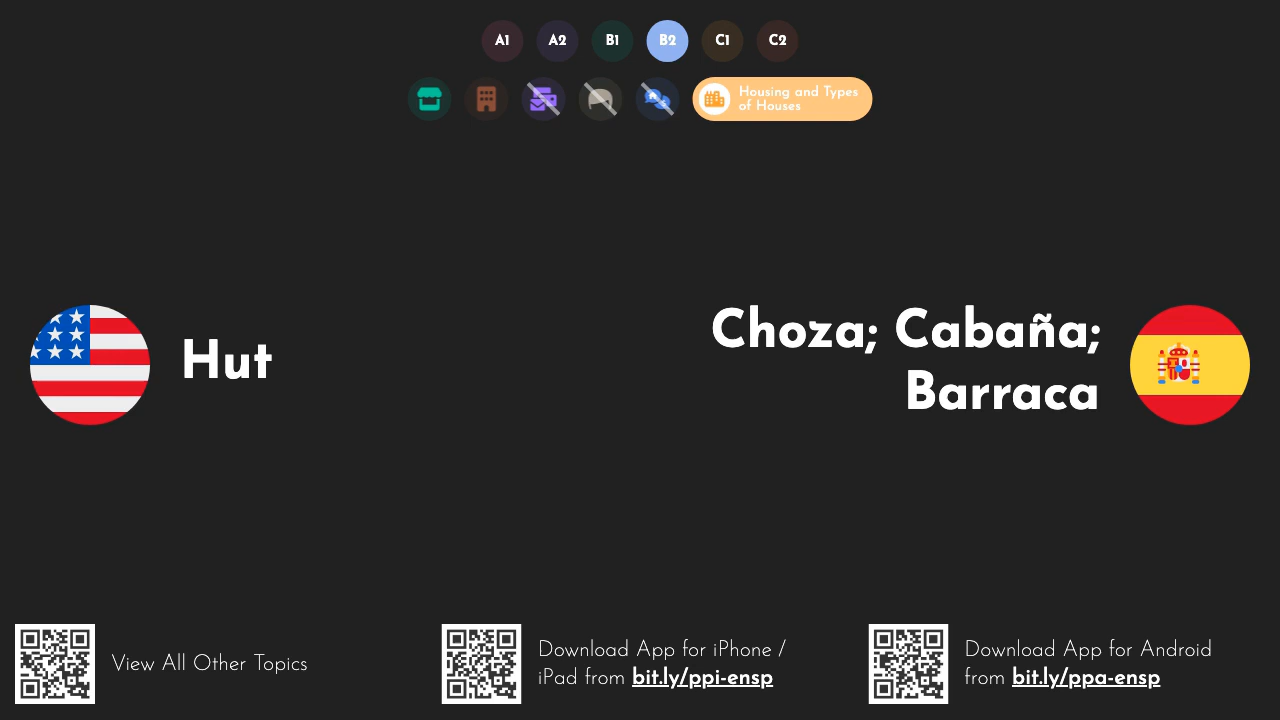 A1 A2 B1 B2 C1 C2
Housing and Types
of Houses
Hut
Choza; Cabaña;
Barraca
View All Other Topics
Download App for iPhone /
iPad from bit.ly/ppi-ensp
Download App for Android
from bit.ly/ppa-ensp